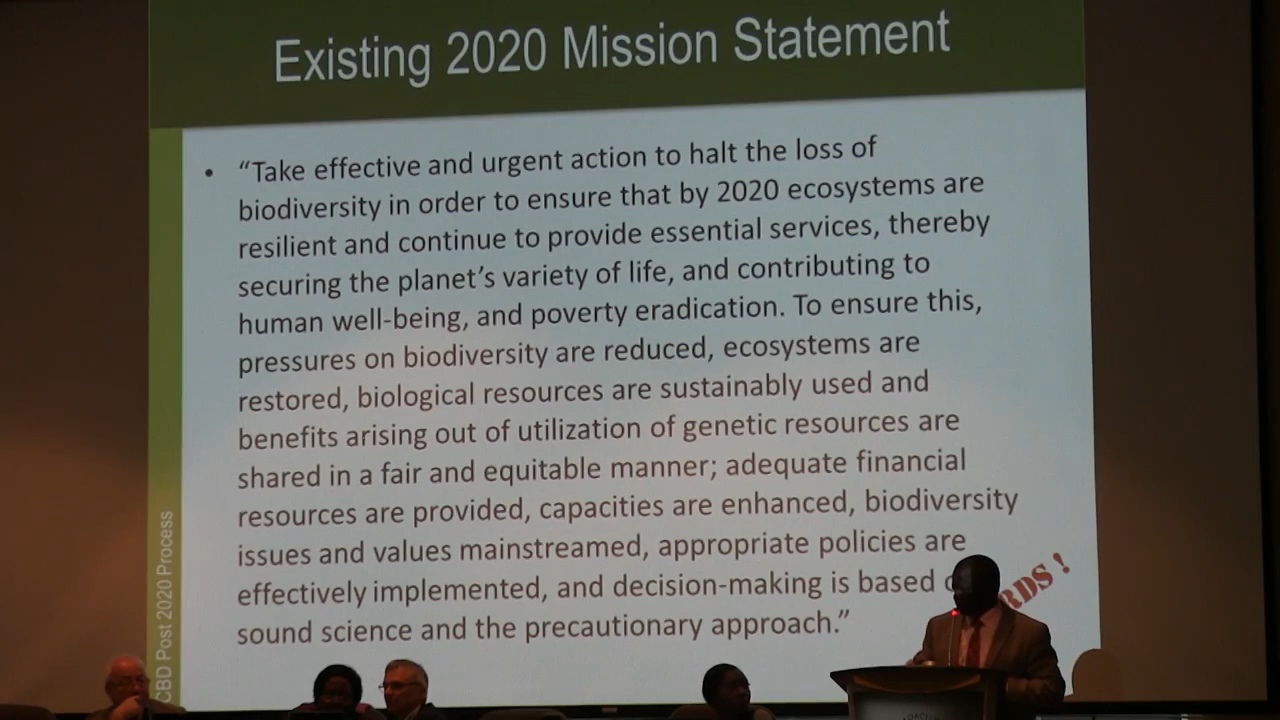 Existing 2020 Mission Statement
• “Take effective and urgent action to halt the loss of
biodiversity in order to ensure that by 2020 ecosystems are
resilient and continue to provide essential services, thereby
securing the planet’s variety of life, and contributing to
human well-being, and poverty eradication. To ensure this,
pressures on biodiversity are reduced, ecosystems are
restored, biological resources are sustainably used and
benefits arising out of utilization of genetic resources are
shared in a fair and equitable manner; adequate financial
resources are provided, capacities are enhanced, biodiversity
issues and values mainstreamed, appropriate policies are
effectively implemented, and decision-making is based
sound science and the precautionary approach.”
CBD Post 2020 Process